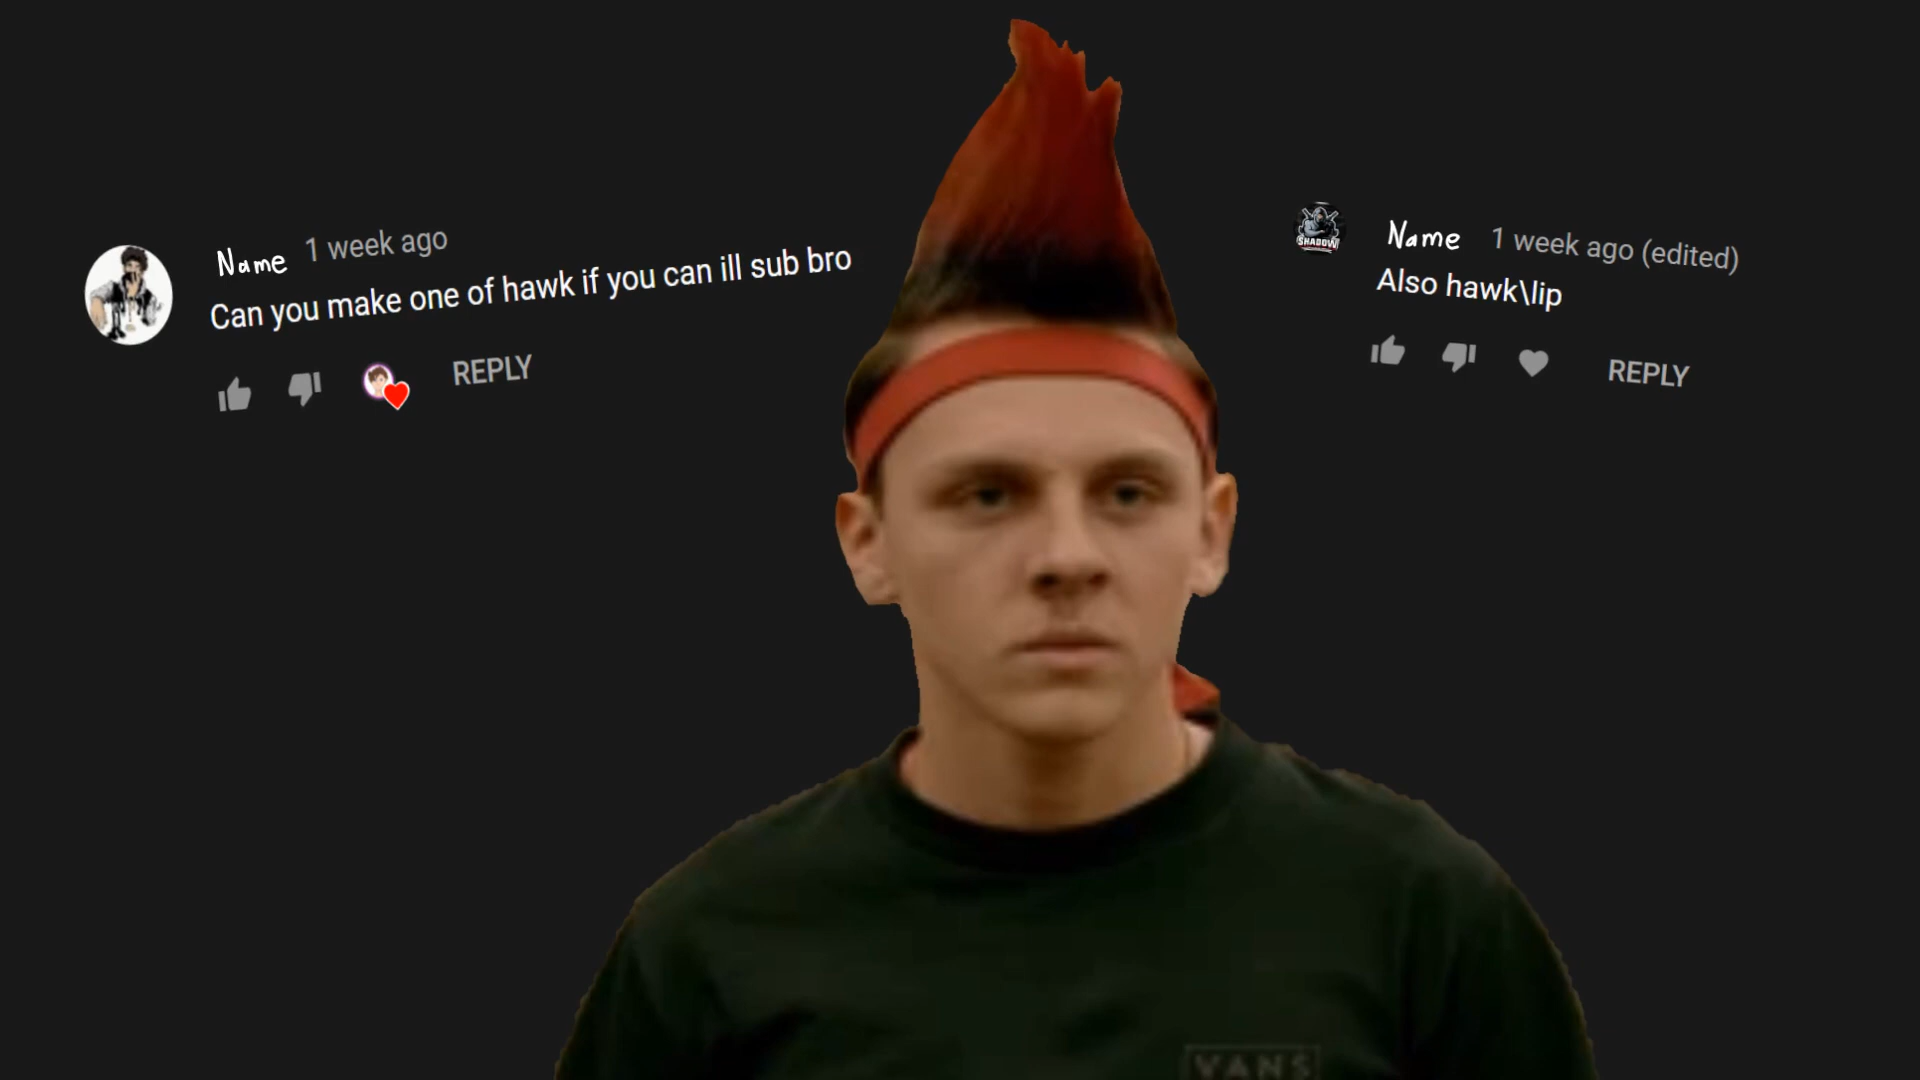 Name 1 week ago
Can you make one of hawk if you can ill sub bro
REPLY
SHADOW
Name 1 week ago (edited)
Also hawk\lip
REPLY
VANS